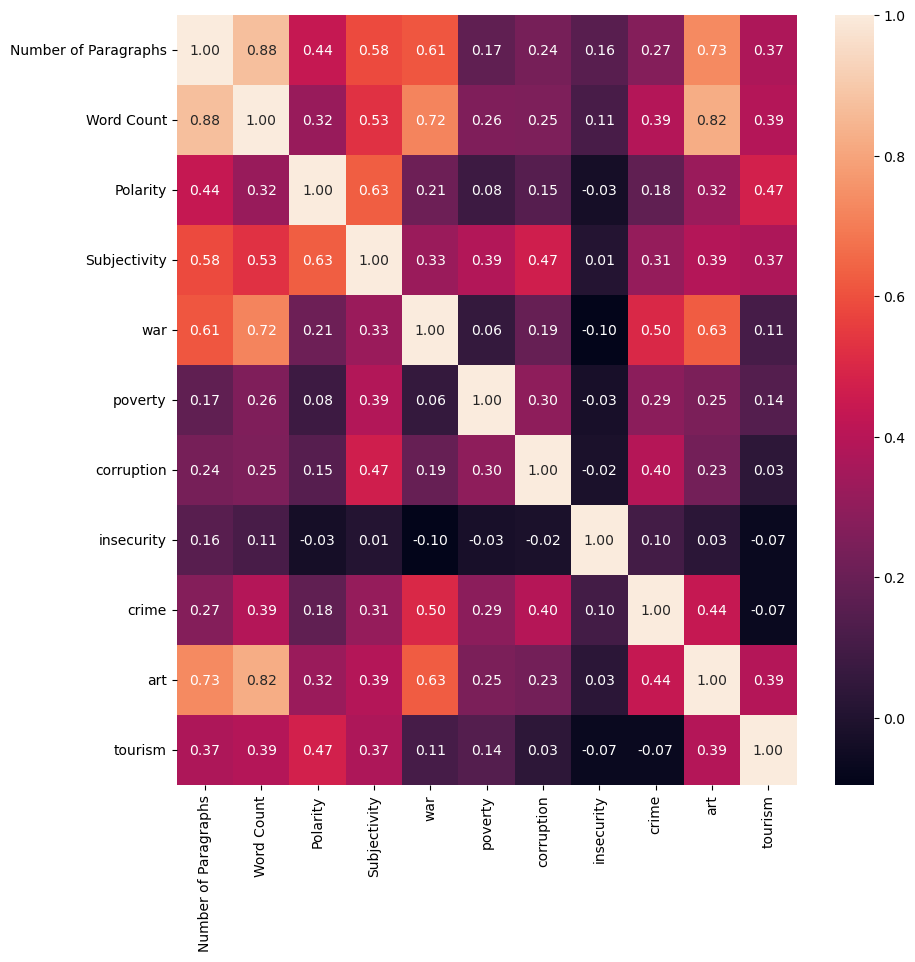 Number of Paragraphs 1.00 0.88 0.44 0.58 0.61 0.17 0.24 0.16 0.27 0.73 0.37
Word Count 0.88 1.00 0.32 0.53 0.72 0.26 0.25 0.11 0.39 0.82 0.39
Polarity 0.44 0.32 1.00 0.63 0.21 0.08 0.15 -0.03 0.18 0.32 0.47
Subjectivity 0.58 0.53 0.63 1.00 0.33 0.39 0.47 0.01 0.31 0.39 0.37
war 0.61 0.72 0.21 0.33 1.00 0.06 0.19 -0.10 0.50 0.63 0.11
poverty 0.17 0.26 0.08 0.39 0.06 1.00 0.30 -0.03 0.29 0.25 0.14
corruption 0.24 0.25 0.15 0.47 0.19 0.30 1.00 -0.02 0.40 0.23 0.03
insecurity 0.16 0.11 -0.03 0.01 -0.10 -0.03 -0.02 1.00 0.10 0.03 -0.07
crime 0.27 0.39 0.18 0.31 0.50 0.29 0.40 0.10 1.00 0.44 -0.07
art 0.73 0.82 0.32 0.39 0.63 0.25 0.23 0.03 0.44 1.00 0.39
tourism 0.37 0.39 0.47 0.37 0.11 0.14 0.03 -0.07 -0.07 0.39 1.00
Number of Paragraphs
Word Count
Polarity
Subjectivity
war
poverty
corruption
insecurity
crime
art
tourism
1.0
0.8
0.6
0.4
0.2
0.0